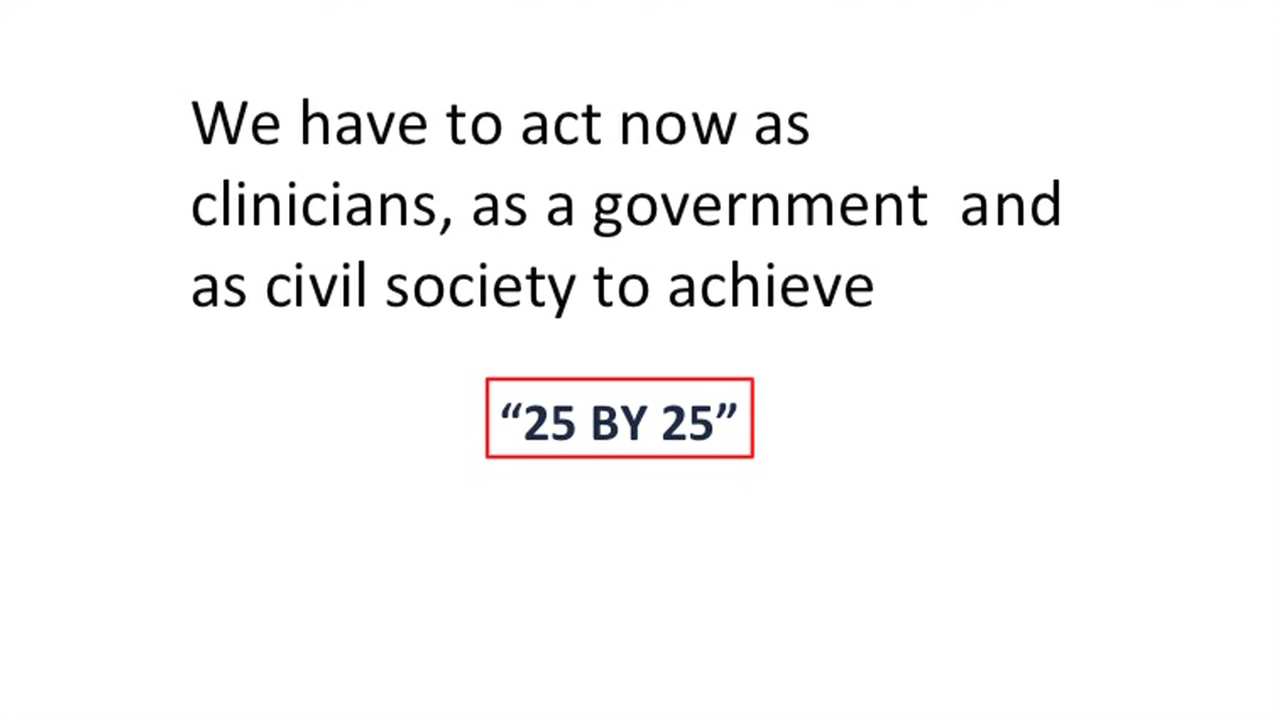 We have to act now as
clinicians, as a government  and
as civil society to achieve
“25 BY 25”